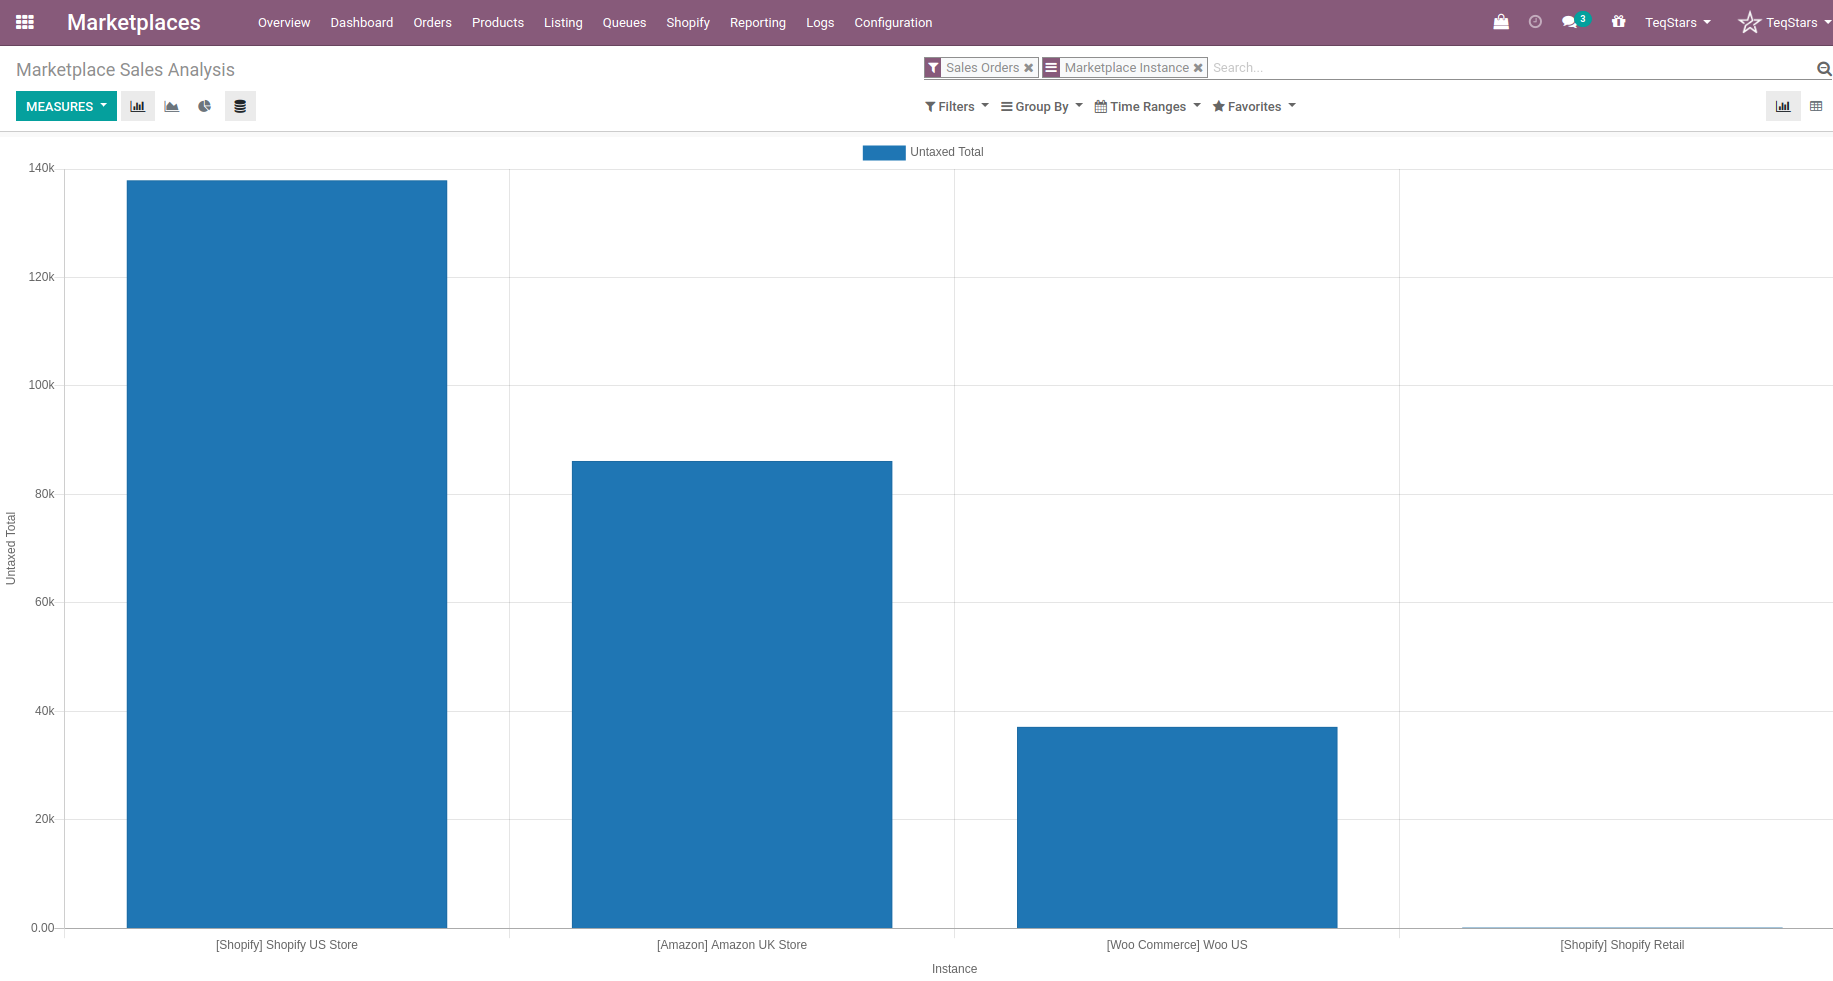 Marketplaces Overview Dashboard Orders Products Listing Queues Shopify Reporting Logs Configuration 3 TeqStars TeqStars
Marketplace Sales Analysis Sales Orders Marketplace Instance Search...
MEASURES Filters Group By Time Ranges Favorites
Untaxed Total
140k
120k
100k
80k
60k
40k
20k
0.00
Untaxed Total
[Shopify] Shopify US Store [Amazon] Amazon UK Store [Woo Commerce] Woo US [Shopify] Shopify Retail
Instance